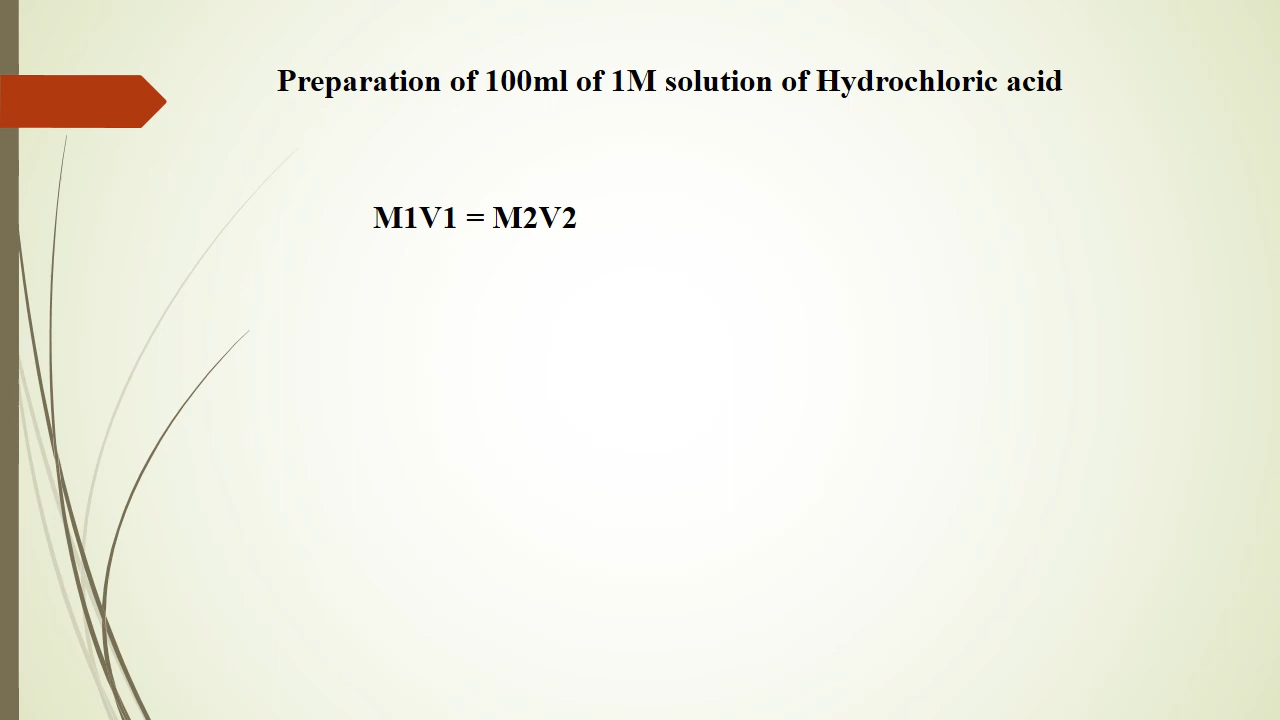 Preparation of 100ml of 1M solution of Hydrochloric acid
M1V1 = M2V2